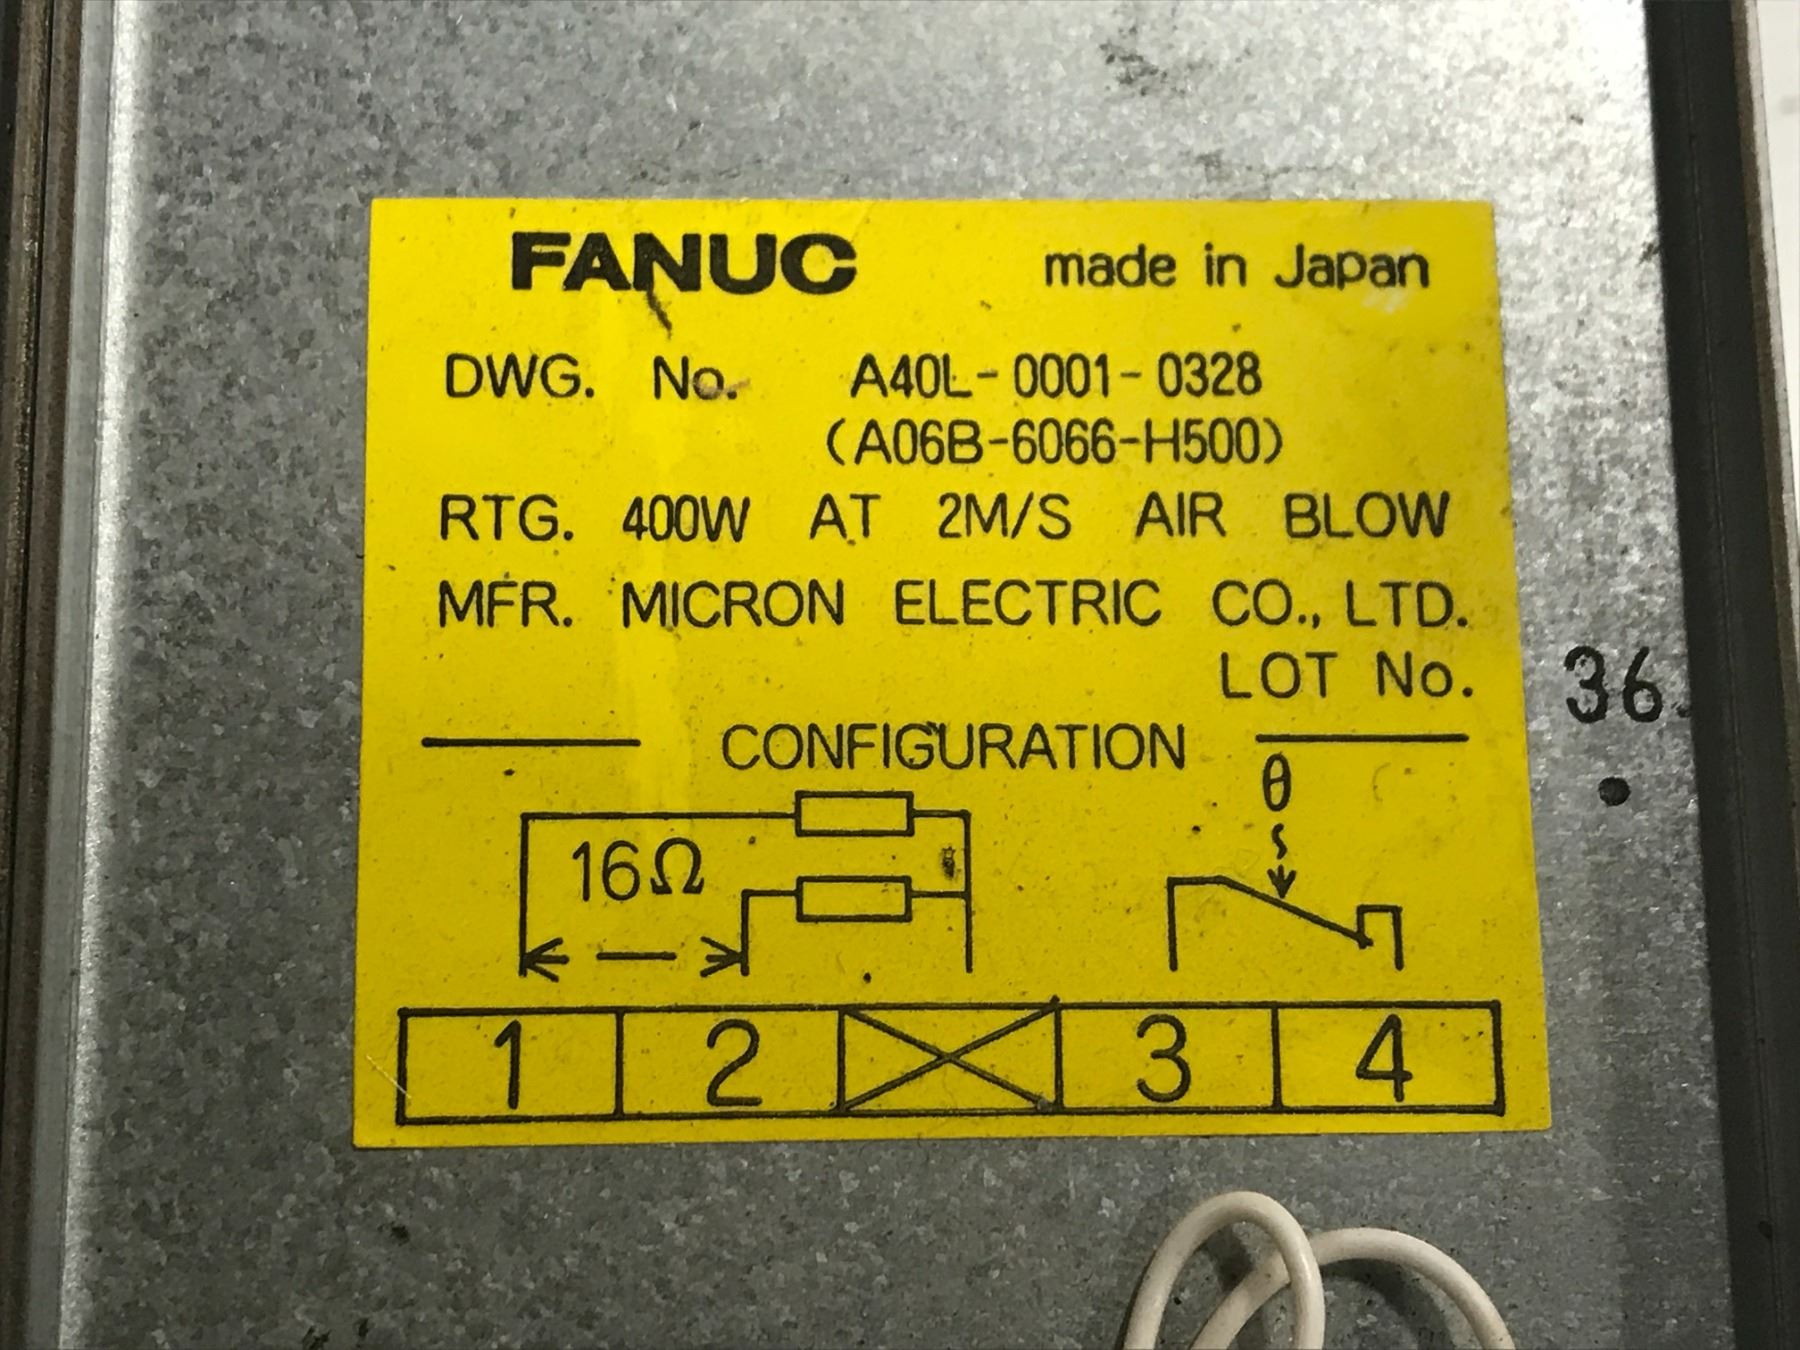 FANUC made in Japan
DWG. No. A40L-0001-0328
(A06B-6066-H500)
RTG. 400W AT 2M/S AIR BLOW
MFR. MICRON ELECTRIC CO., LTD.
LOT No. 36.
CONFIGURATION
θ
16Ω
1 2 3 4